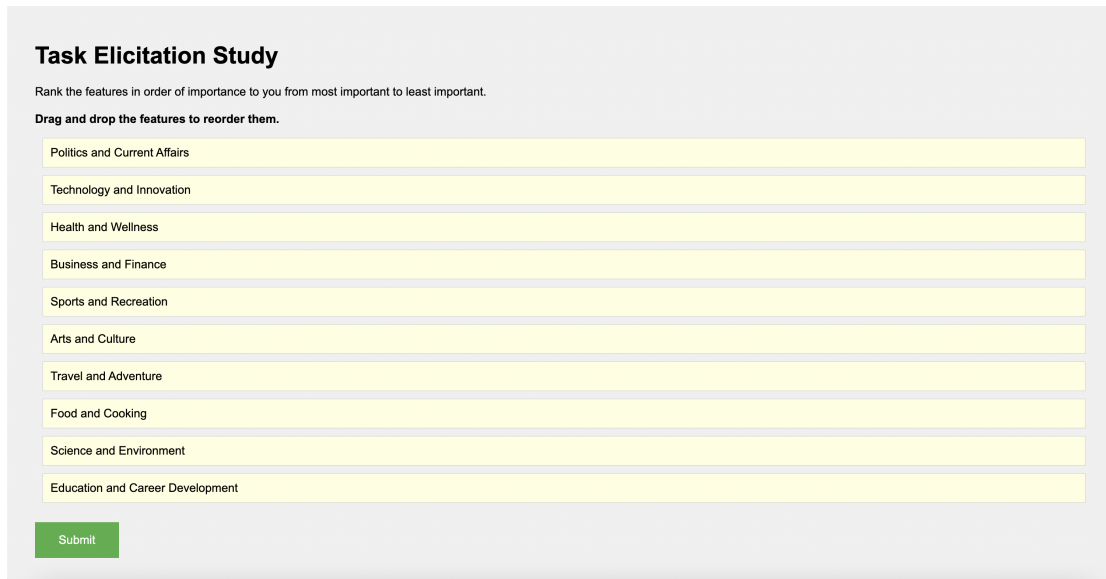 Task Elicitation Study
Rank the features in order of importance to you from most important to least important.
Drag and drop the features to reorder them.
Politics and Current Affairs
Technology and Innovation
Health and Wellness
Business and Finance
Sports and Recreation
Arts and Culture
Travel and Adventure
Food and Cooking
Science and Environment
Education and Career Development
Submit